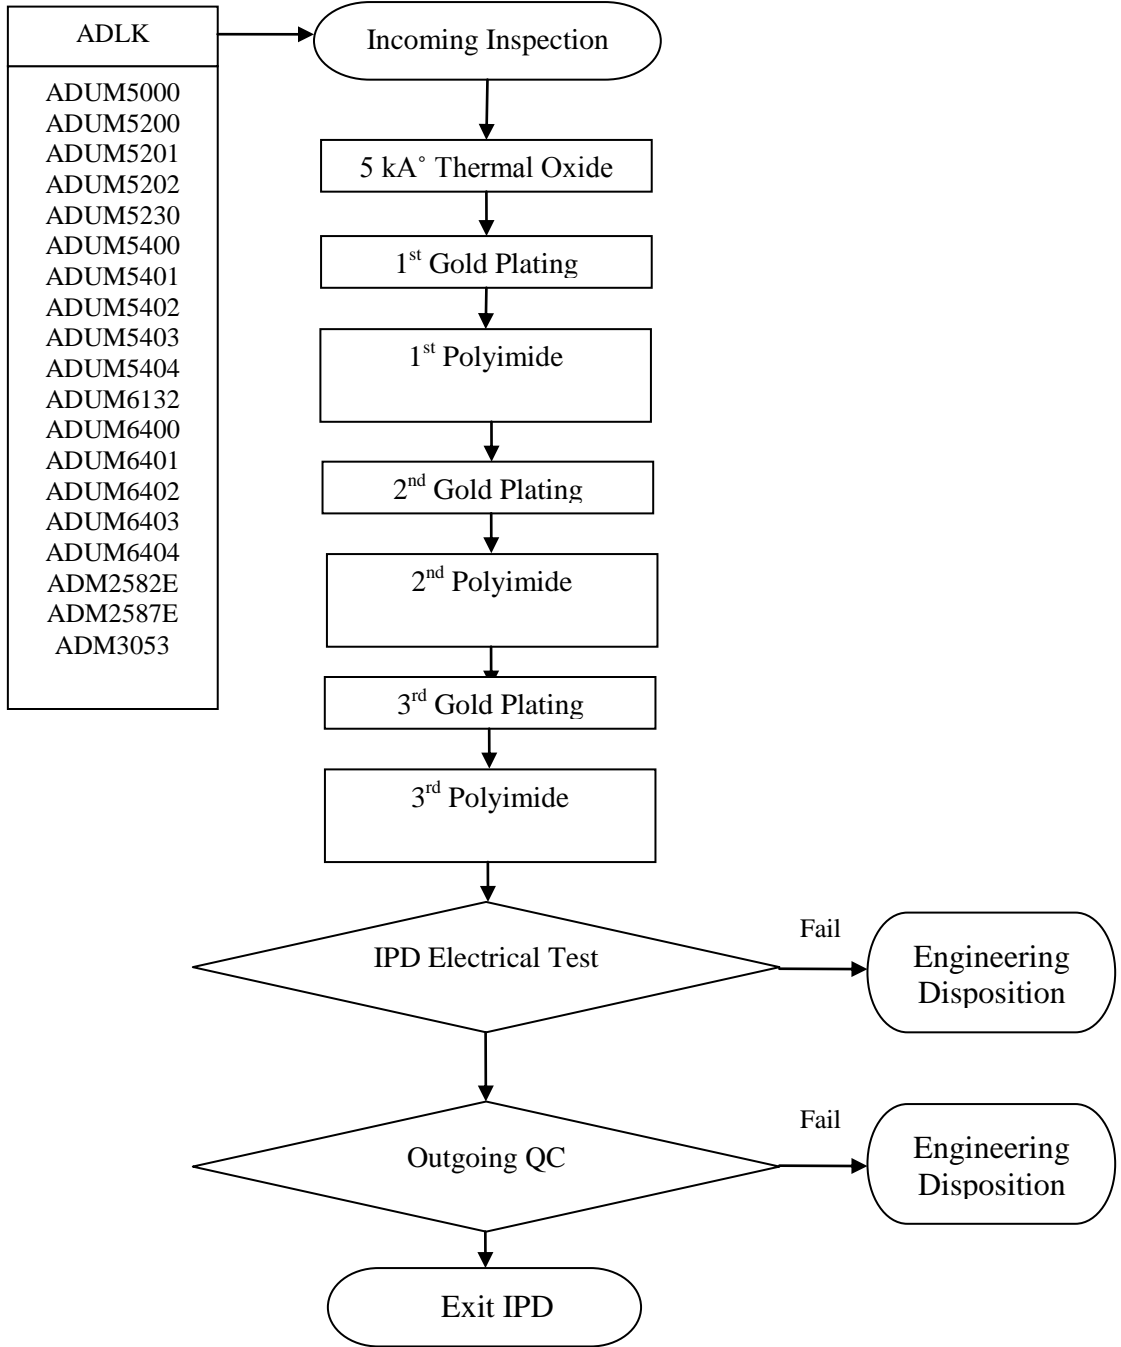 ADLK
ADUM5000
ADUM5200
ADUM5201
ADUM5202
ADUM5230
ADUM5400
ADUM5401
ADUM5402
ADUM5403
ADUM5404
ADUM6132
ADUM6400
ADUM6401
ADUM6402
ADUM6403
ADUM6404
ADM2582E
ADM2587E
ADM3053
Incoming Inspection
5 kA˚ Thermal Oxide
1st Gold Plating
1st Polyimide
2nd Gold Plating
2nd Polyimide
3rd Gold Plating
3rd Polyimide
IPD Electrical Test
Fail
Engineering
Disposition
Outgoing QC
Fail
Engineering
Disposition
Exit IPD